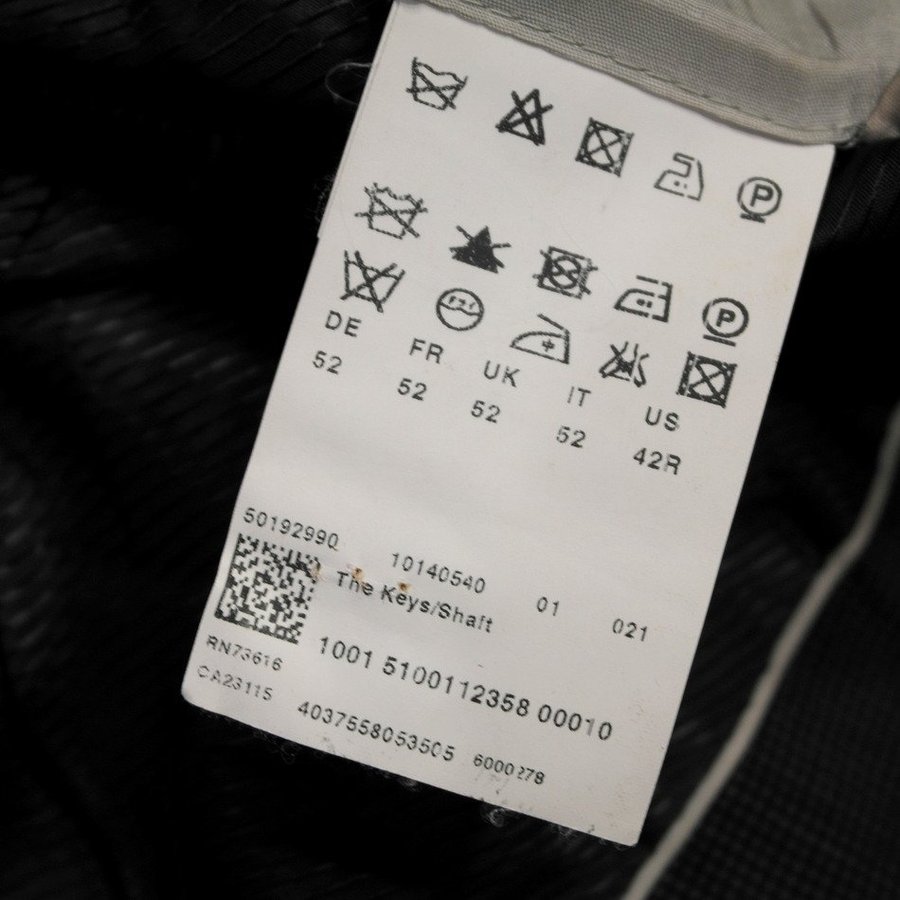 P
P
DE FR UK IT US
52 52 52 52 42R
50192990 10140540 01 021
The Keys/Shaft
1001 5100112358 00010
RN73616
CA23115 4037558053505 6000278